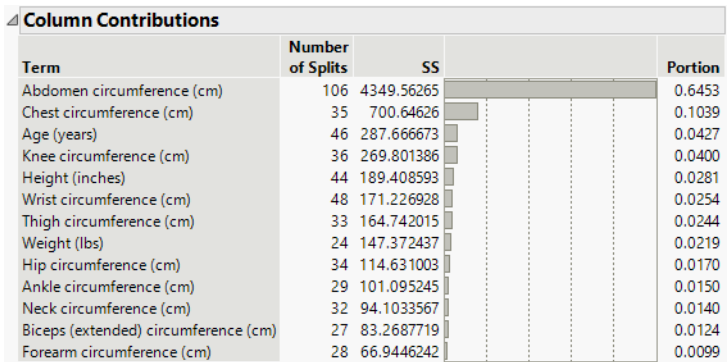 Column Contributions
Number
Term of Splits SS Portion
Abdomen circumference (cm) 106 4349.56265 0.6453
Chest circumference (cm) 35 700.64626 0.1039
Age (years) 46 287.666673 0.0427
Knee circumference (cm) 36 269.801386 0.0400
Height (inches) 44 189.408593 0.0281
Wrist circumference (cm) 48 171.226928 0.0254
Thigh circumference (cm) 33 164.742015 0.0244
Weight (lbs) 24 147.372437 0.0219
Hip circumference (cm) 34 114.631003 0.0170
Ankle circumference (cm) 29 101.095245 0.0150
Neck circumference (cm) 32 94.1033567 0.0140
Biceps (extended) circumference (cm) 27 83.2687719 0.0124
Forearm circumference (cm) 28 66.9446242 0.0099